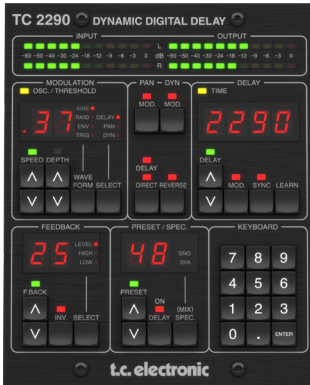 TC 2290 DYNAMIC DIGITAL DELAY
INPUT OUTPUT
L
-60 -50 -40 -30 -24 -18 -12 -9 -6 -3 0 dB -60 -50 -40 -30 -24 -18 -12 -9 -6 -3 0
R
MODULATION PAN DYN DELAY
OSC. / THRESHOLD MOD. MOD. TIME
.37
SINE
RAND DELAY
ENV PAN
TRIG DYN
2290
SPEED DEPTH DELAY DELAY
WAVE FORM SELECT DIRECT REVERSE MOD. SYNC LEARN
FEEDBACK PRESET / SPEC. KEYBOARD
25
LEVEL
HIGH
LOW
48
SNO
BVA
7 8 9
4 5 6
F.BACK PRESET
INV. SELECT
ON DELAY
(MIX) SPEC.
1 2 3
0 . ENTER
t.c. electronic